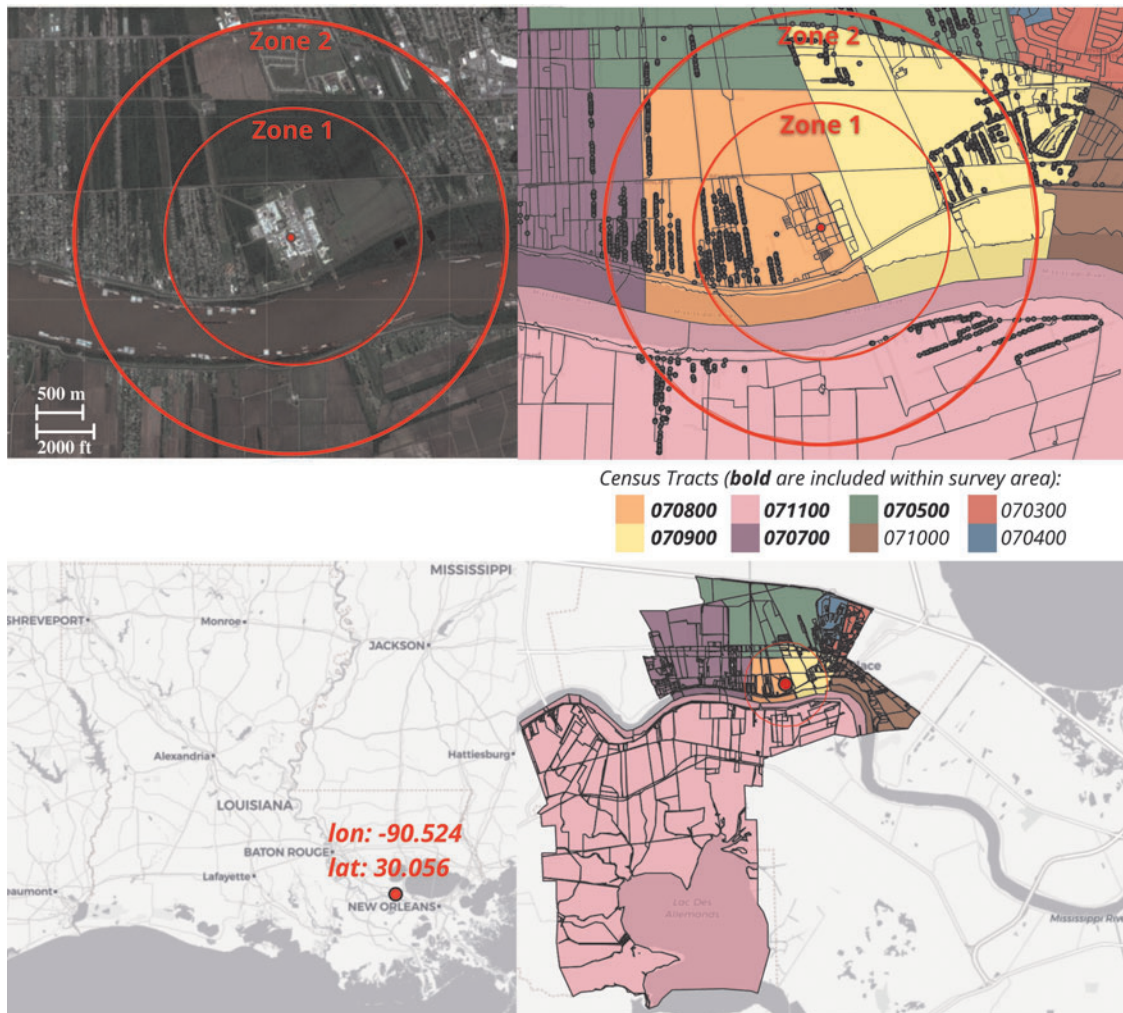 Zone 2
Zone 1
500 m
2000 ft
Zone 2
Zone 1
Census Tracts (bold are included within survey area):
070800 071100 070500 070300
070900 070700 071000 070400
MISSISSIPPI
SHREVEPORT
Monroe
JACKSON
Alexandria
Hattiesburg
LOUISIANA
lon: -90.524
BATON ROUGE
lat: 30.056
Lafayette
eaumont
NEW ORLEANS
lace
Lac Des
Allemands
Mississippi Rive